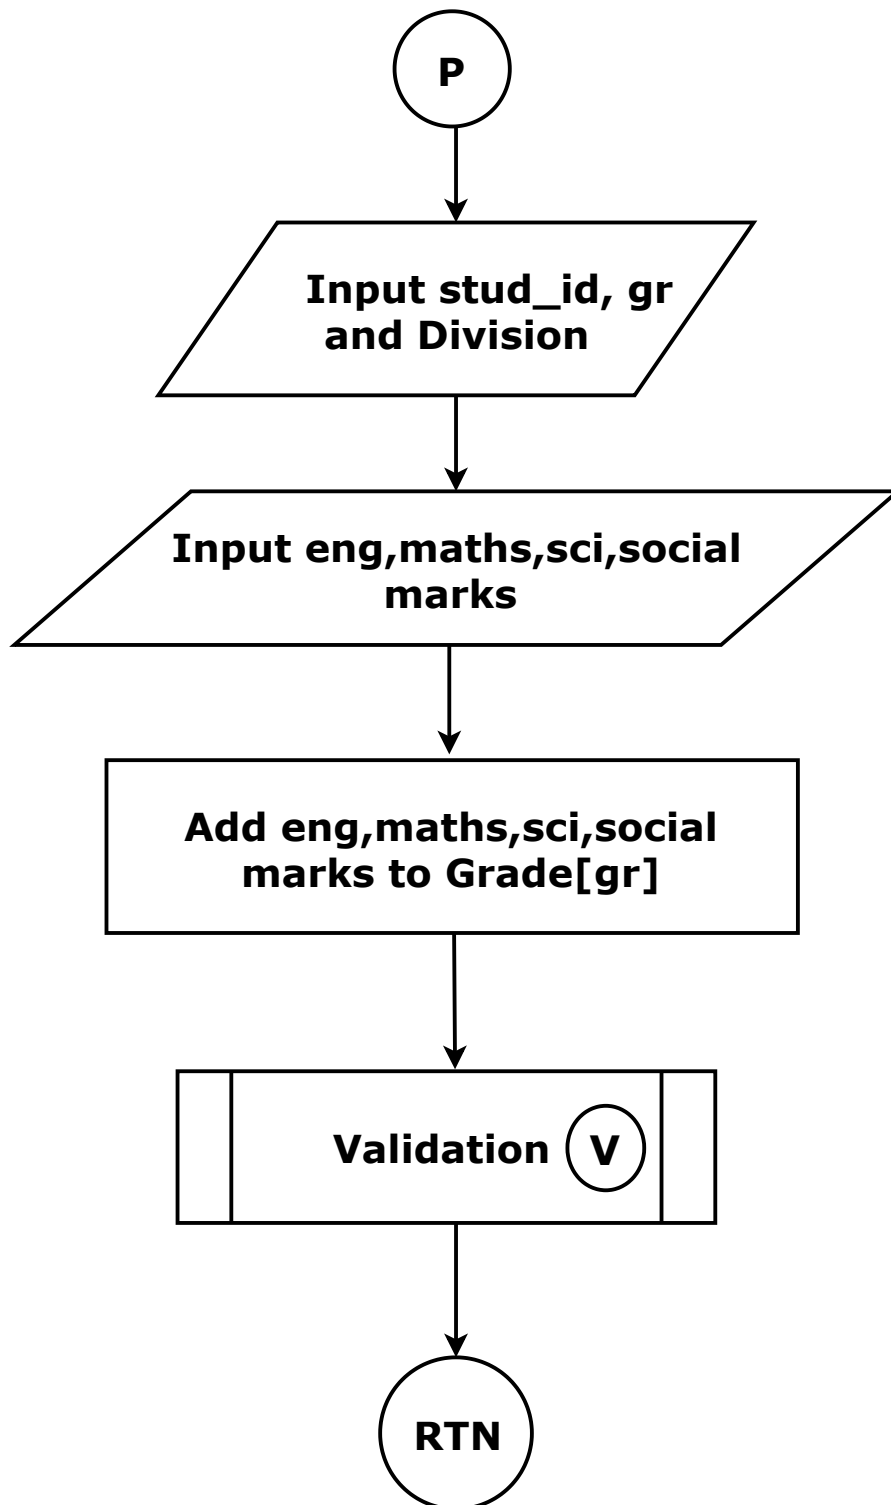 P
Input stud_id, gr
and Division
Input eng,maths,sci,social
marks
Add eng,maths,sci,social
marks to Grade[gr]
Validation V
RTN